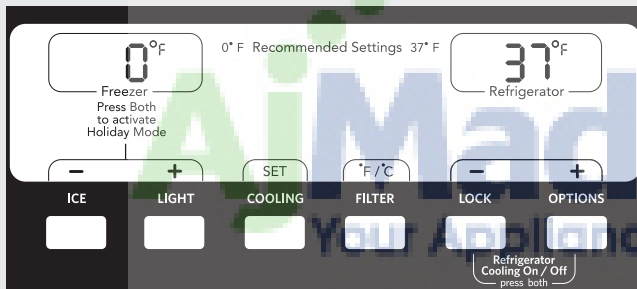 0°F 0° F Recommended Settings 37° F 37°F
Freezer Refrigerator
Press Both
to activate
Holiday Mode
– + SET °F / °C – +
ICE LIGHT COOLING FILTER LOCK OPTIONS
AjMad
Your Applianc
Refrigerator
Cooling On / Off
press both